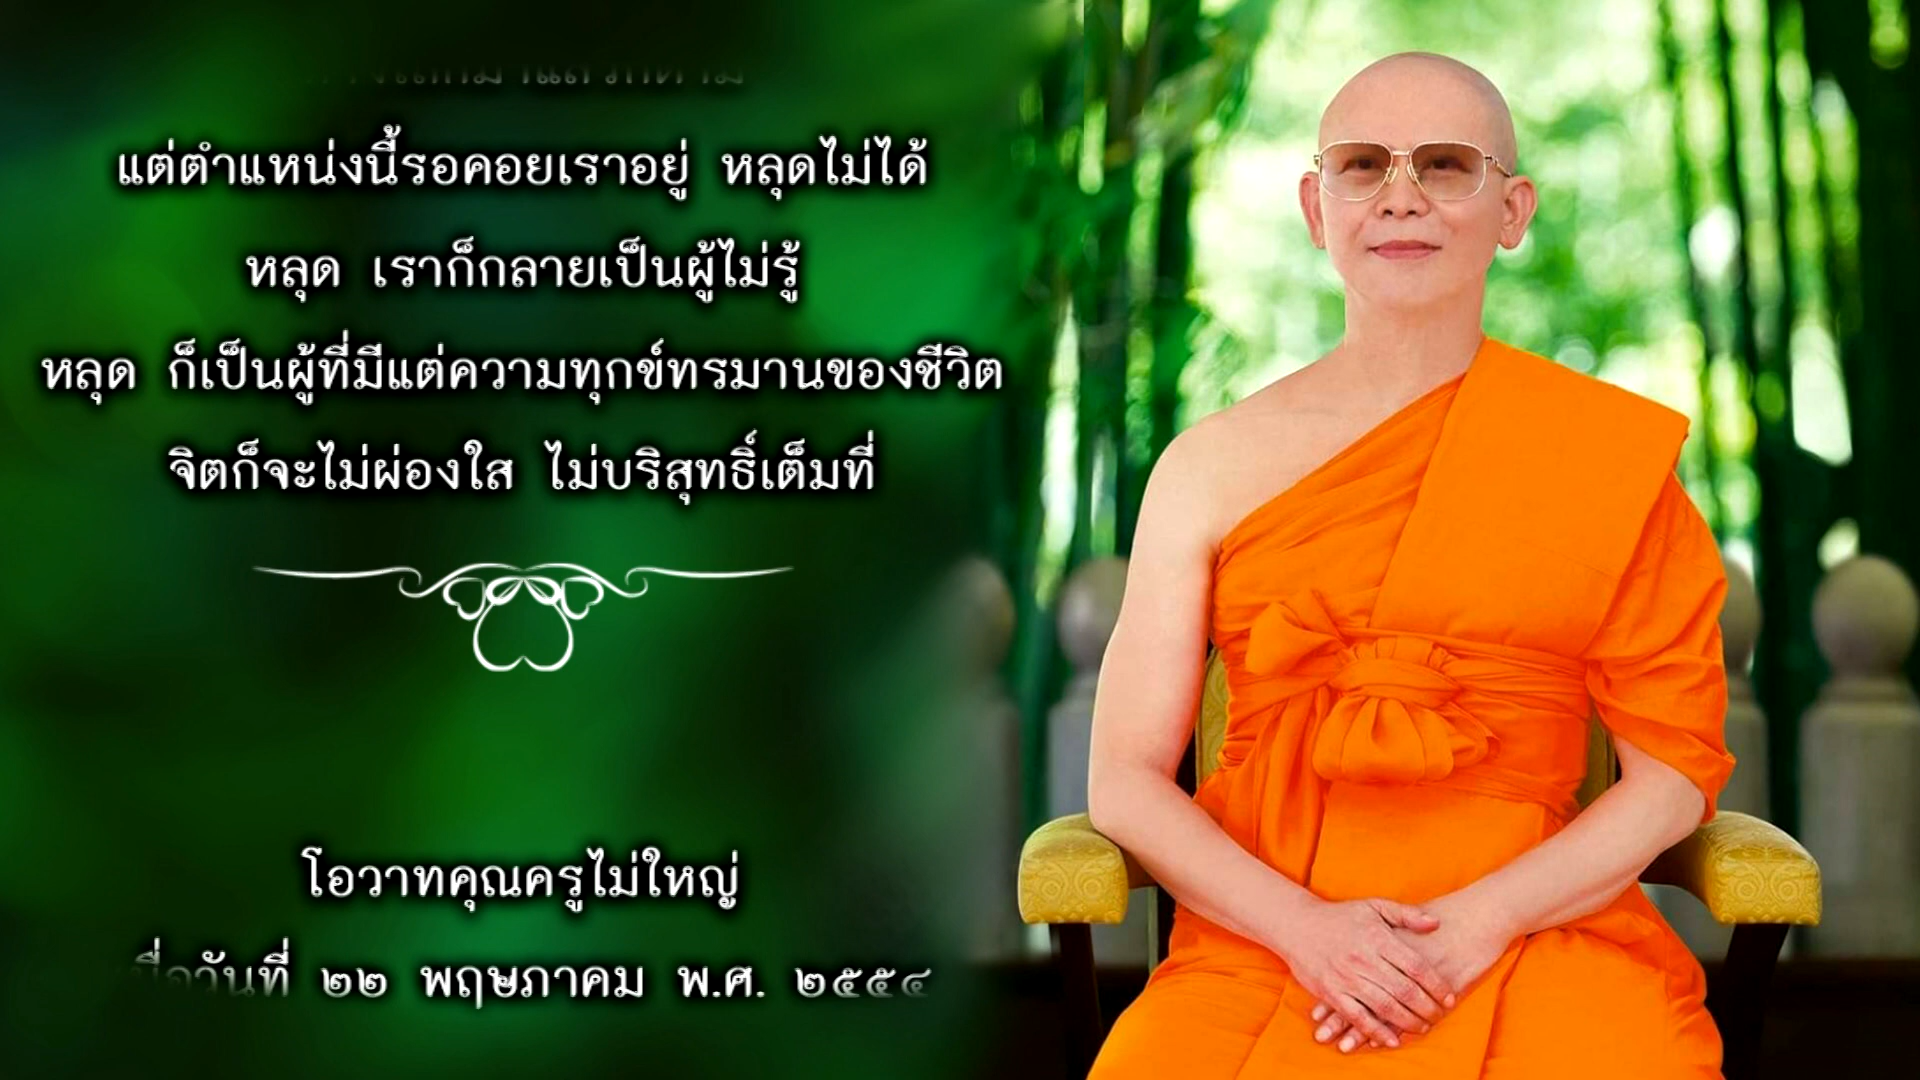 แต่ตำแหน่งนี้รอคอยเราอยู่ หลุดไม่ได้
หลุด เราก็กลายเป็นผู้ไม่รู้
หลุด ก็เป็นผู้ที่มีแต่ความทุกข์ทรมานของชีวิต
จิตก็จะไม่ผ่องใส ไม่บริสุทธิ์เต็มที่
โอวาทคุณครูไม่ใหญ่
เมื่อวันที่ ๒๒ พฤษภาคม พ.ศ. ๒๕๕๔